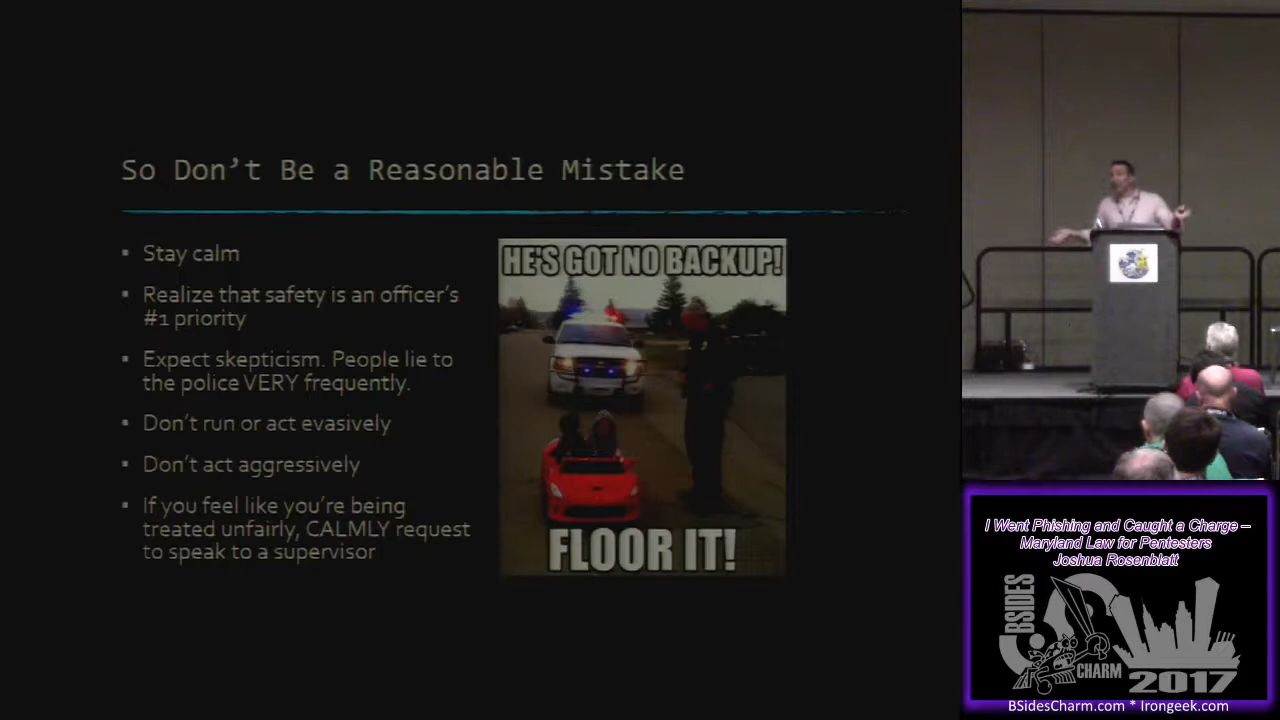 So Don't Be a Reasonable Mistake
▪ Stay calm
▪ Realize that safety is an officer's
#1 priority
▪ Expect skepticism. People lie to
the police VERY frequently.
▪ Don't run or act evasively
▪ Don't act aggressively
▪ If you feel like you're being
treated unfairly, CALMLY request
to speak to a supervisor
HE'S GOT NO BACKUP!
FLOOR IT!
I Went Phishing and Caught a Charge –
Maryland Law for Pentesters
Joshua Rosenblatt
BSIDES
CHARM
2017
BSidesCharm.com * Irongeek.com